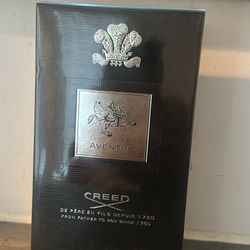 AVENTUS
CREED
DE PÈRE EN FILS DEPUIS 1760
FROM FATHER TO SON SINCE 1760